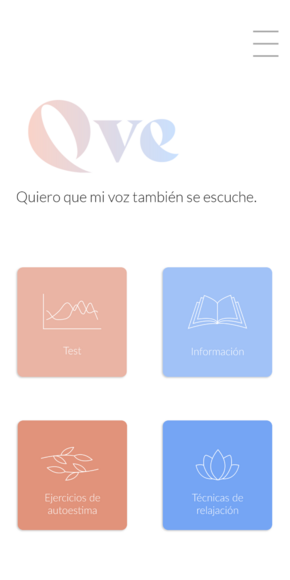 Qve
Quiero que mi voz también se escuche.
Test
Información
Ejercicios de
autoestima
Técnicas de
relajación